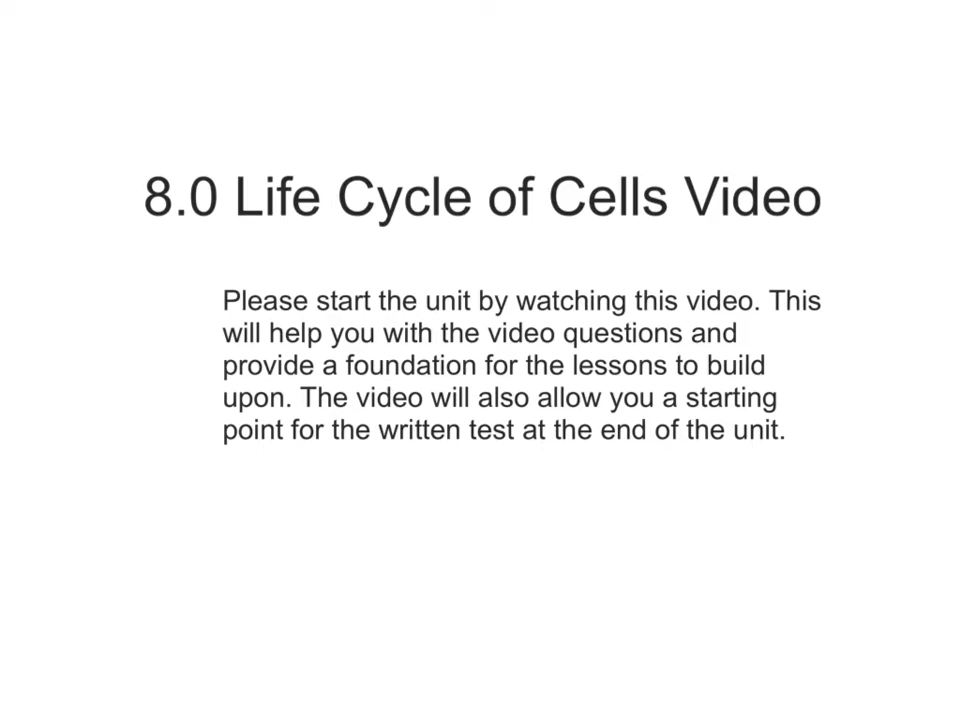 8.0 Life Cycle of Cells Video
Please start the unit by watching this video. This
will help you with the video questions and
provide a foundation for the lessons to build
upon. The video will also allow you a starting
point for the written test at the end of the unit.